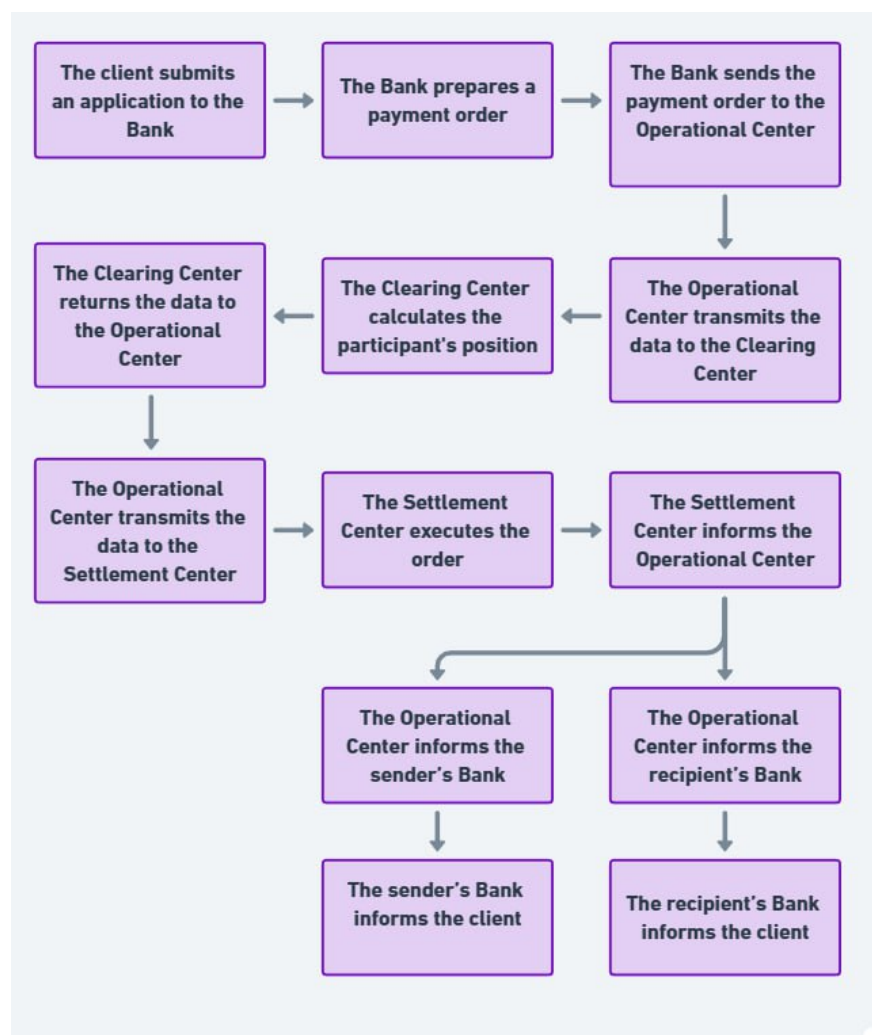 The client submits
an application to the
Bank
The Bank prepares a
payment order
The Bank sends the
payment order to the
Operational Center
The Operational
Center transmits the
data to the Clearing
Center
The Clearing Center
calculates the
participant's position
The Clearing Center
returns the data to
the Operational
Center
The Operational
Center transmits the
data to the
Settlement Center
The Settlement
Center executes the
order
The Settlement
Center informs the
Operational Center
The Operational
Center informs the
sender’s Bank
The Operational
Center informs the
recipient’s Bank
The sender’s Bank
informs the client
The recipient’s Bank
informs the client